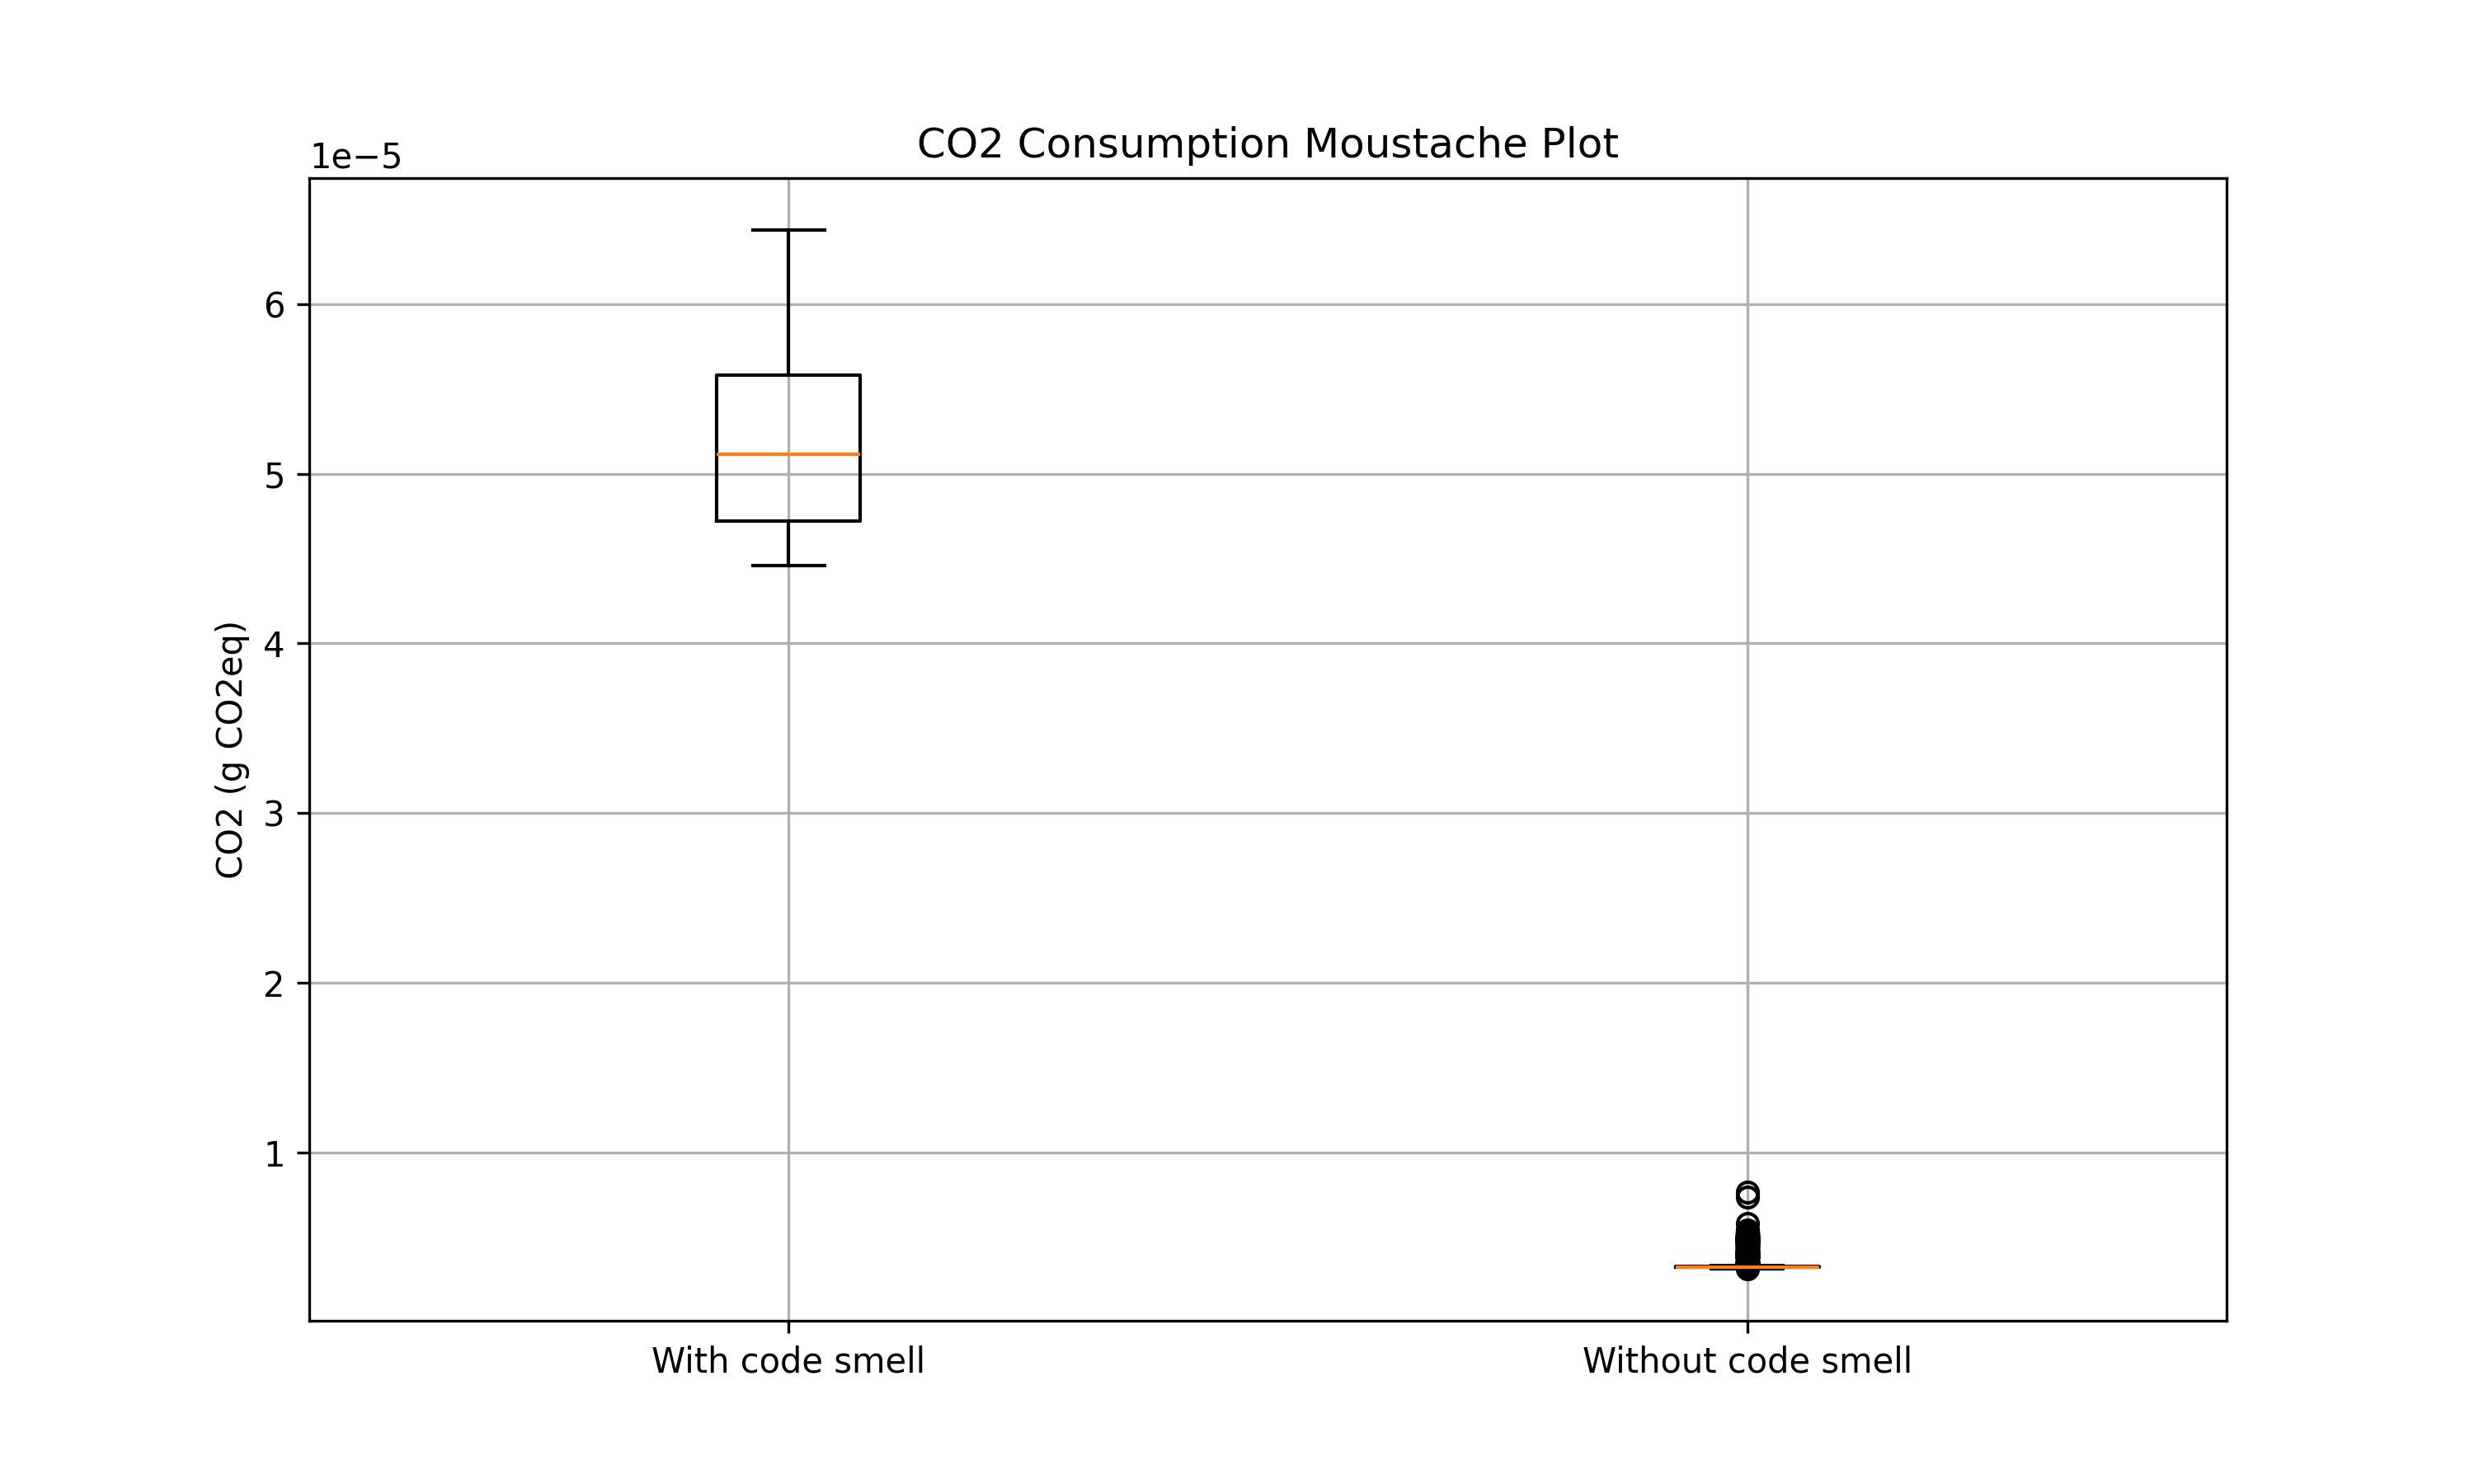 CO2 Consumption Moustache Plot
1e−5
6
5
4
3
2
1
CO2 (g CO2eq)
With code smell
Without code smell